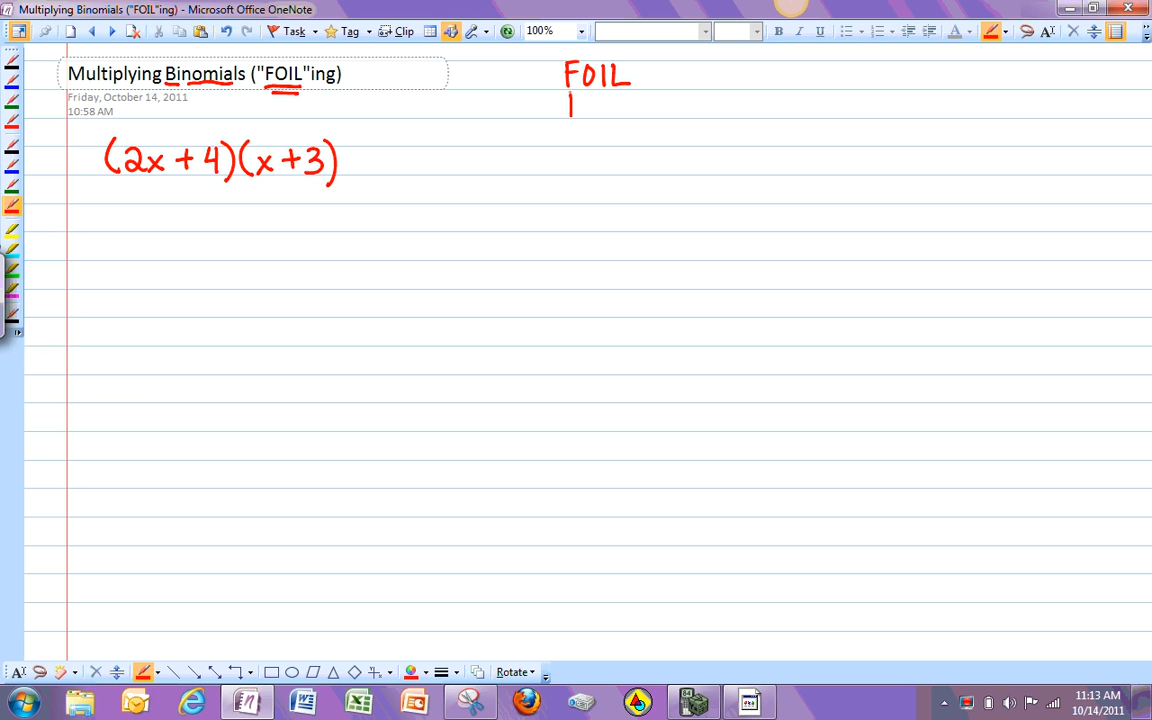 Multiplying Binomials ("FOIL"ing) - Microsoft Office OneNote
Task
Tag
Clip
100%
B I U
Multiplying Binomials ("FOIL"ing)
FOIL
Friday, October 14, 2011
10:58 AM
(2x + 4)(x + 3)
Rotate
11:13 AM
10/14/2011